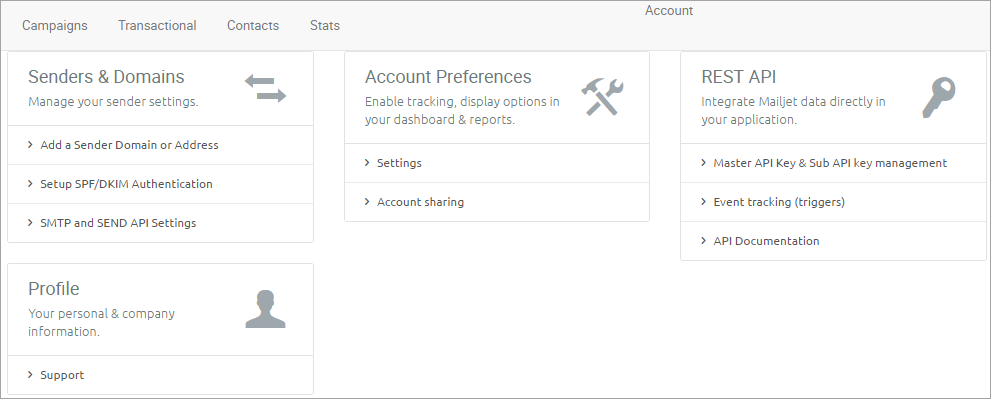 Campaigns Transactional Contacts Stats Account
Senders & Domains
Manage your sender settings.
Add a Sender Domain or Address
Setup SPF/DKIM Authentication
SMTP and SEND API Settings
Account Preferences
Enable tracking, display options in
your dashboard & reports.
Settings
Account sharing
REST API
Integrate Mailjet data directly in
your application.
Master API Key & Sub API key management
Event tracking (triggers)
API Documentation
Profile
Your personal & company
information.
Support